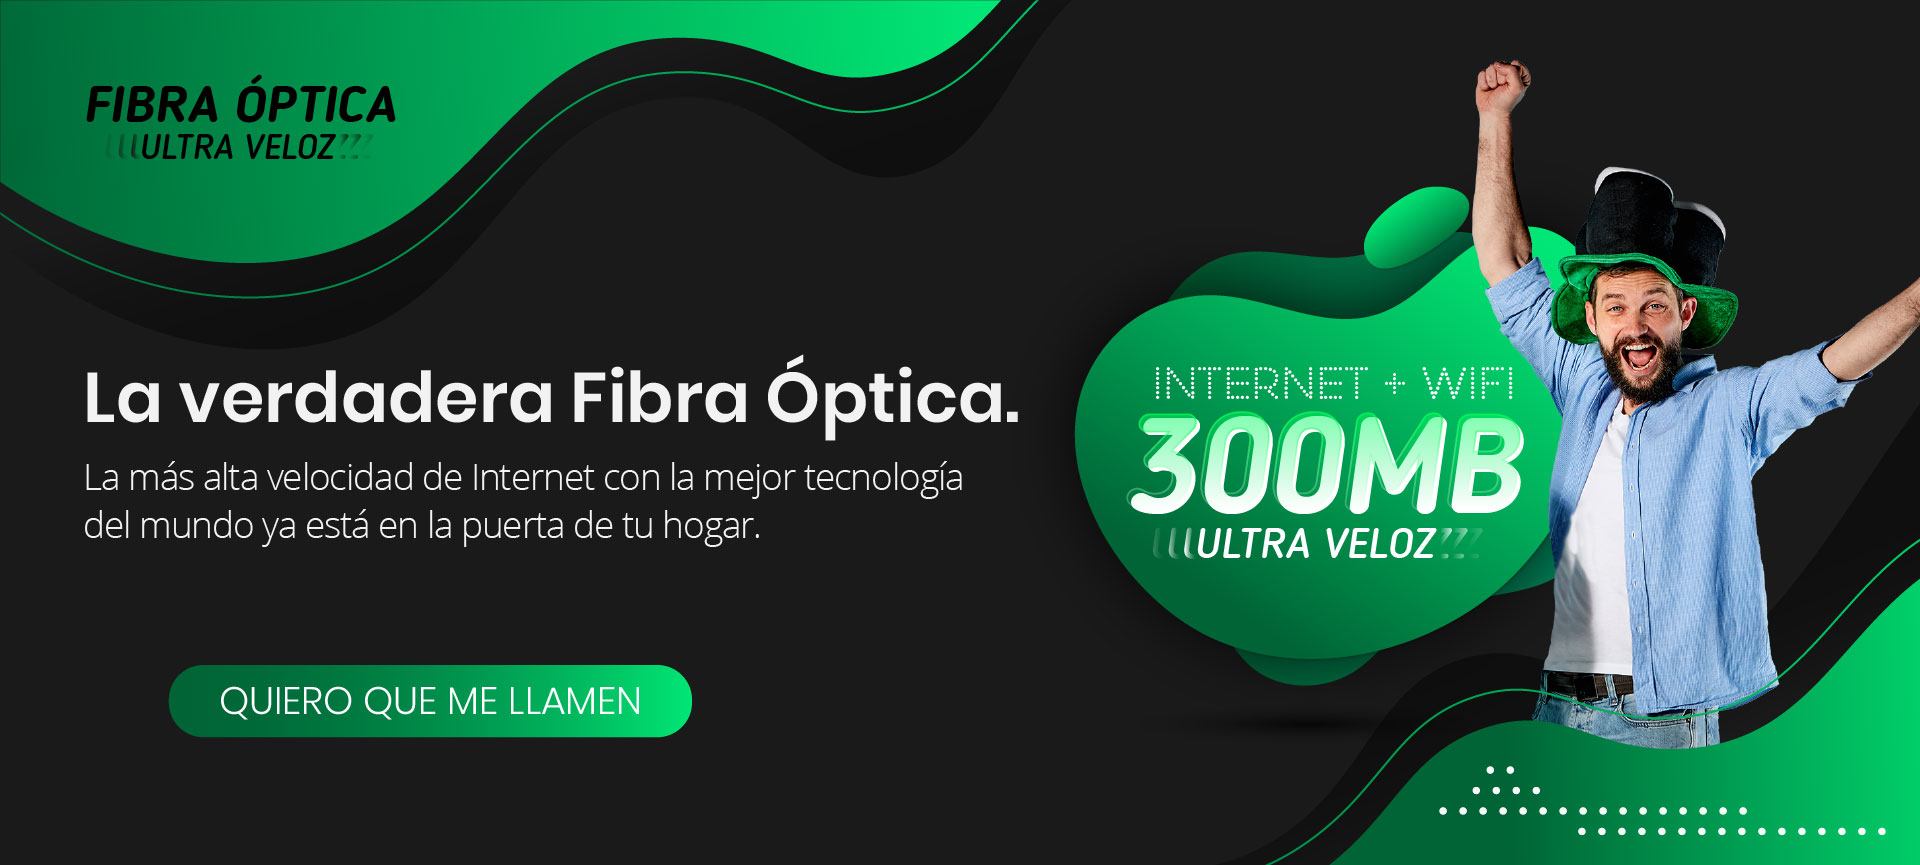 FIBRA ÓPTICA
ULTRA VELOZ
La verdadera Fibra Óptica.
La más alta velocidad de Internet con la mejor tecnología
del mundo ya está en la puerta de tu hogar.
QUIERO QUE ME LLAMEN
INTERNET + WIFI
300MB
ULTRA VELOZ